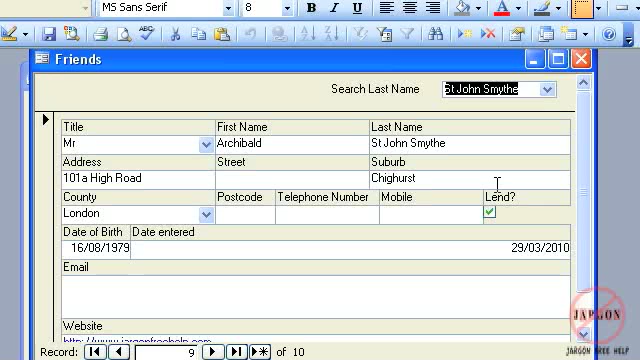 MS Sans Serif 8
Friends
Search Last Name St John Smythe
Title First Name Last Name
Mr Archibald St John Smythe
Address Street Suburb
101a High Road Chighurst
County Postcode Telephone Number Mobile Lend?
London
Date of Birth Date entered
16/08/1979 29/03/2010
Email
Website
Record: 9 of 10
JARGON
JARGON FREE HELP